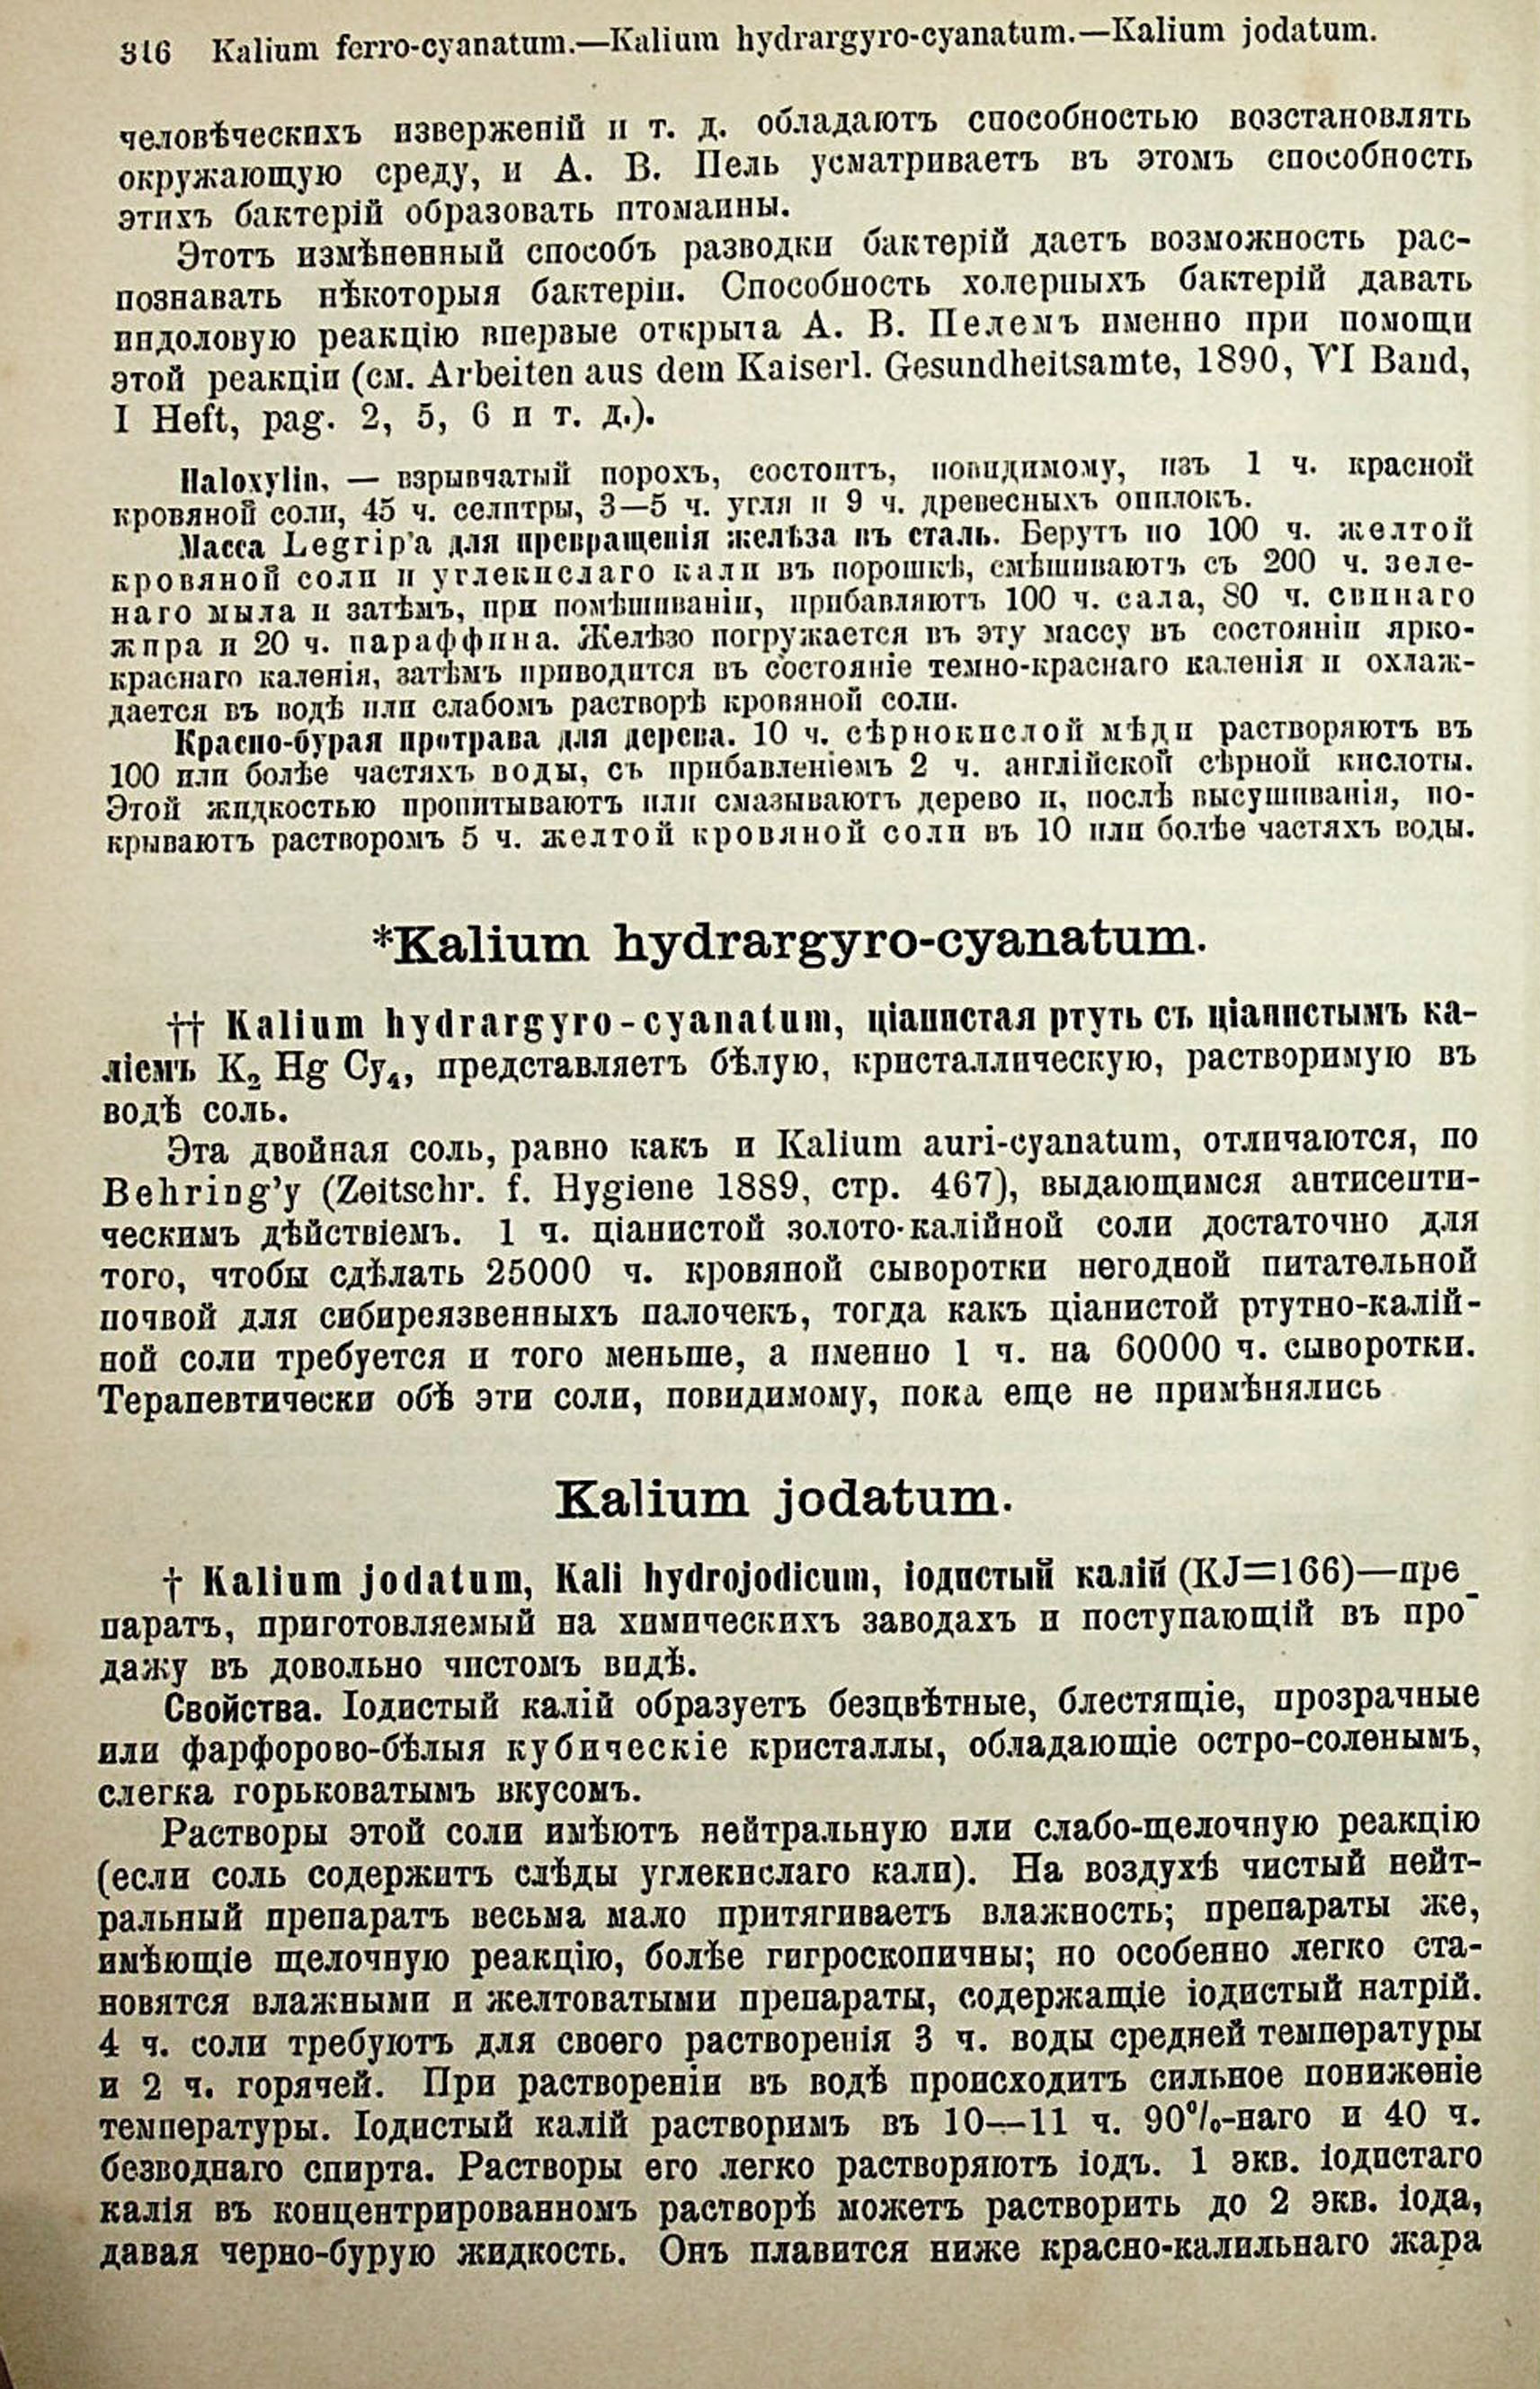 316 Kalium ferro-cyanatum.—Kalium hydrargyro-cyanatum.—Kalium jodatum.
человѣческихъ изверженій и т. д. обладаютъ способностью возстановлять
окружающую среду, и А. В. Пель усматриваетъ въ этомъ способность
этихъ бактерій образовать птомаины.
Этотъ измѣненный способъ разводки бактерій даетъ возможность рас-
познавать нѣкоторыя бактеріи. Способность холерныхъ бактерій давать
индоловую реакцію впервые открыта А. В. Пелемъ именно при помощи
этой реакціи (см. Arbeiten aus dem Kaiserl. Gesundheitsamte, 1890, VI Band,
I Heft, pag. 2, 5, 6 и т. д.).
Haloxylin, — взрывчатый порохъ, состоитъ, повидимому, изъ 1 ч. красной
кровяной соли, 45 ч. селитры, 3—5 ч. угля и 9 ч. древесныхъ опилокъ.
Масса Legrip'a для превращенія желѣза въ сталь. Берутъ по 100 ч. желтой
кровяной соли и углекислаго кали въ порошкѣ, смѣшиваютъ съ 200 ч. зеле-
наго мыла и затѣмъ, при помѣшиваніи, прибавляютъ 100 ч. сала, 80 ч. свинаго
жира и 20 ч. параффина. Желѣзо погружается въ эту массу въ состояніи ярко-
краснаго каленія, затѣмъ приводится въ состояніе темно-краснаго каленія и охлаж-
дается въ водѣ или слабомъ растворѣ кровяной соли.
Красно-бурая протрава для дерева. 10 ч. сѣрнокислой мѣди растворяютъ въ
100 или болѣе частяхъ воды, съ прибавленіемъ 2 ч. англійской сѣрной кислоты.
Этой жидкостью пропитываютъ или смазываютъ дерево и, послѣ высушиванія, по-
крываютъ растворомъ 5 ч. желтой кровяной соли въ 10 или болѣе частяхъ воды.
*Kalium hydrargyro-cyanatum.
†† Kalium hydrargyro-cyanatum, ціанистая ртуть съ ціанистымъ ка-
ліемъ K₂ Hg Cy₄, представляетъ бѣлую, кристаллическую, растворимую въ
водѣ соль.
Эта двойная соль, равно какъ и Kalium auri-cyanatum, отличаются, по
Behring'у (Zeitschr. f. Hygiene 1889, стр. 467), выдающимся антисепти-
ческимъ дѣйствіемъ. 1 ч. ціанистой золото-калійной соли достаточно для
того, чтобы сдѣлать 25000 ч. кровяной сыворотки негодной питательной
почвой для сибиреязвенныхъ палочекъ, тогда какъ ціанистой ртутно-калій-
ной соли требуется и того меньше, а именно 1 ч. на 60000 ч. сыворотки.
Терапевтически обѣ эти соли, повидимому, пока еще не примѣнялись
Kalium jodatum.
† Kalium jodatum, Kali hydrojodicum, іодистый калій (KJ=166)—пре_
паратъ, приготовляемый на химическихъ заводахъ и поступающій въ про-
дажу въ довольно чистомъ видѣ.
Свойства. Іодистый калій образуетъ безцвѣтные, блестящіе, прозрачные
или фарфорово-бѣлыя кубическіе кристаллы, обладающіе остро-соленымъ,
слегка горьковатымъ вкусомъ.
Растворы этой соли имѣютъ нейтральную или слабо-щелочную реакцію
(если соль содержитъ слѣды углекислаго кали). На воздухѣ чистый нейт-
ральный препаратъ весьма мало притягиваетъ влажность; препараты же,
имѣющіе щелочную реакцію, болѣе гигроскопичны; но особенно легко ста-
новятся влажными и желтоватыми препараты, содержащіе іодистый натрій.
4 ч. соли требуютъ для своего растворенія 3 ч. воды средней температуры
и 2 ч. горячей. При раствореніи въ водѣ происходитъ сильное пониженіе
температуры. Іодистый калій растворимъ въ 10—11 ч. 90%-наго и 40 ч.
безводнаго спирта. Растворы его легко растворяютъ іодъ. 1 экв. іодистаго
калія въ концентрированномъ растворѣ можетъ растворить до 2 экв. іода,
давая черно-бурую жидкость. Онъ плавится ниже красно-калильнаго жара